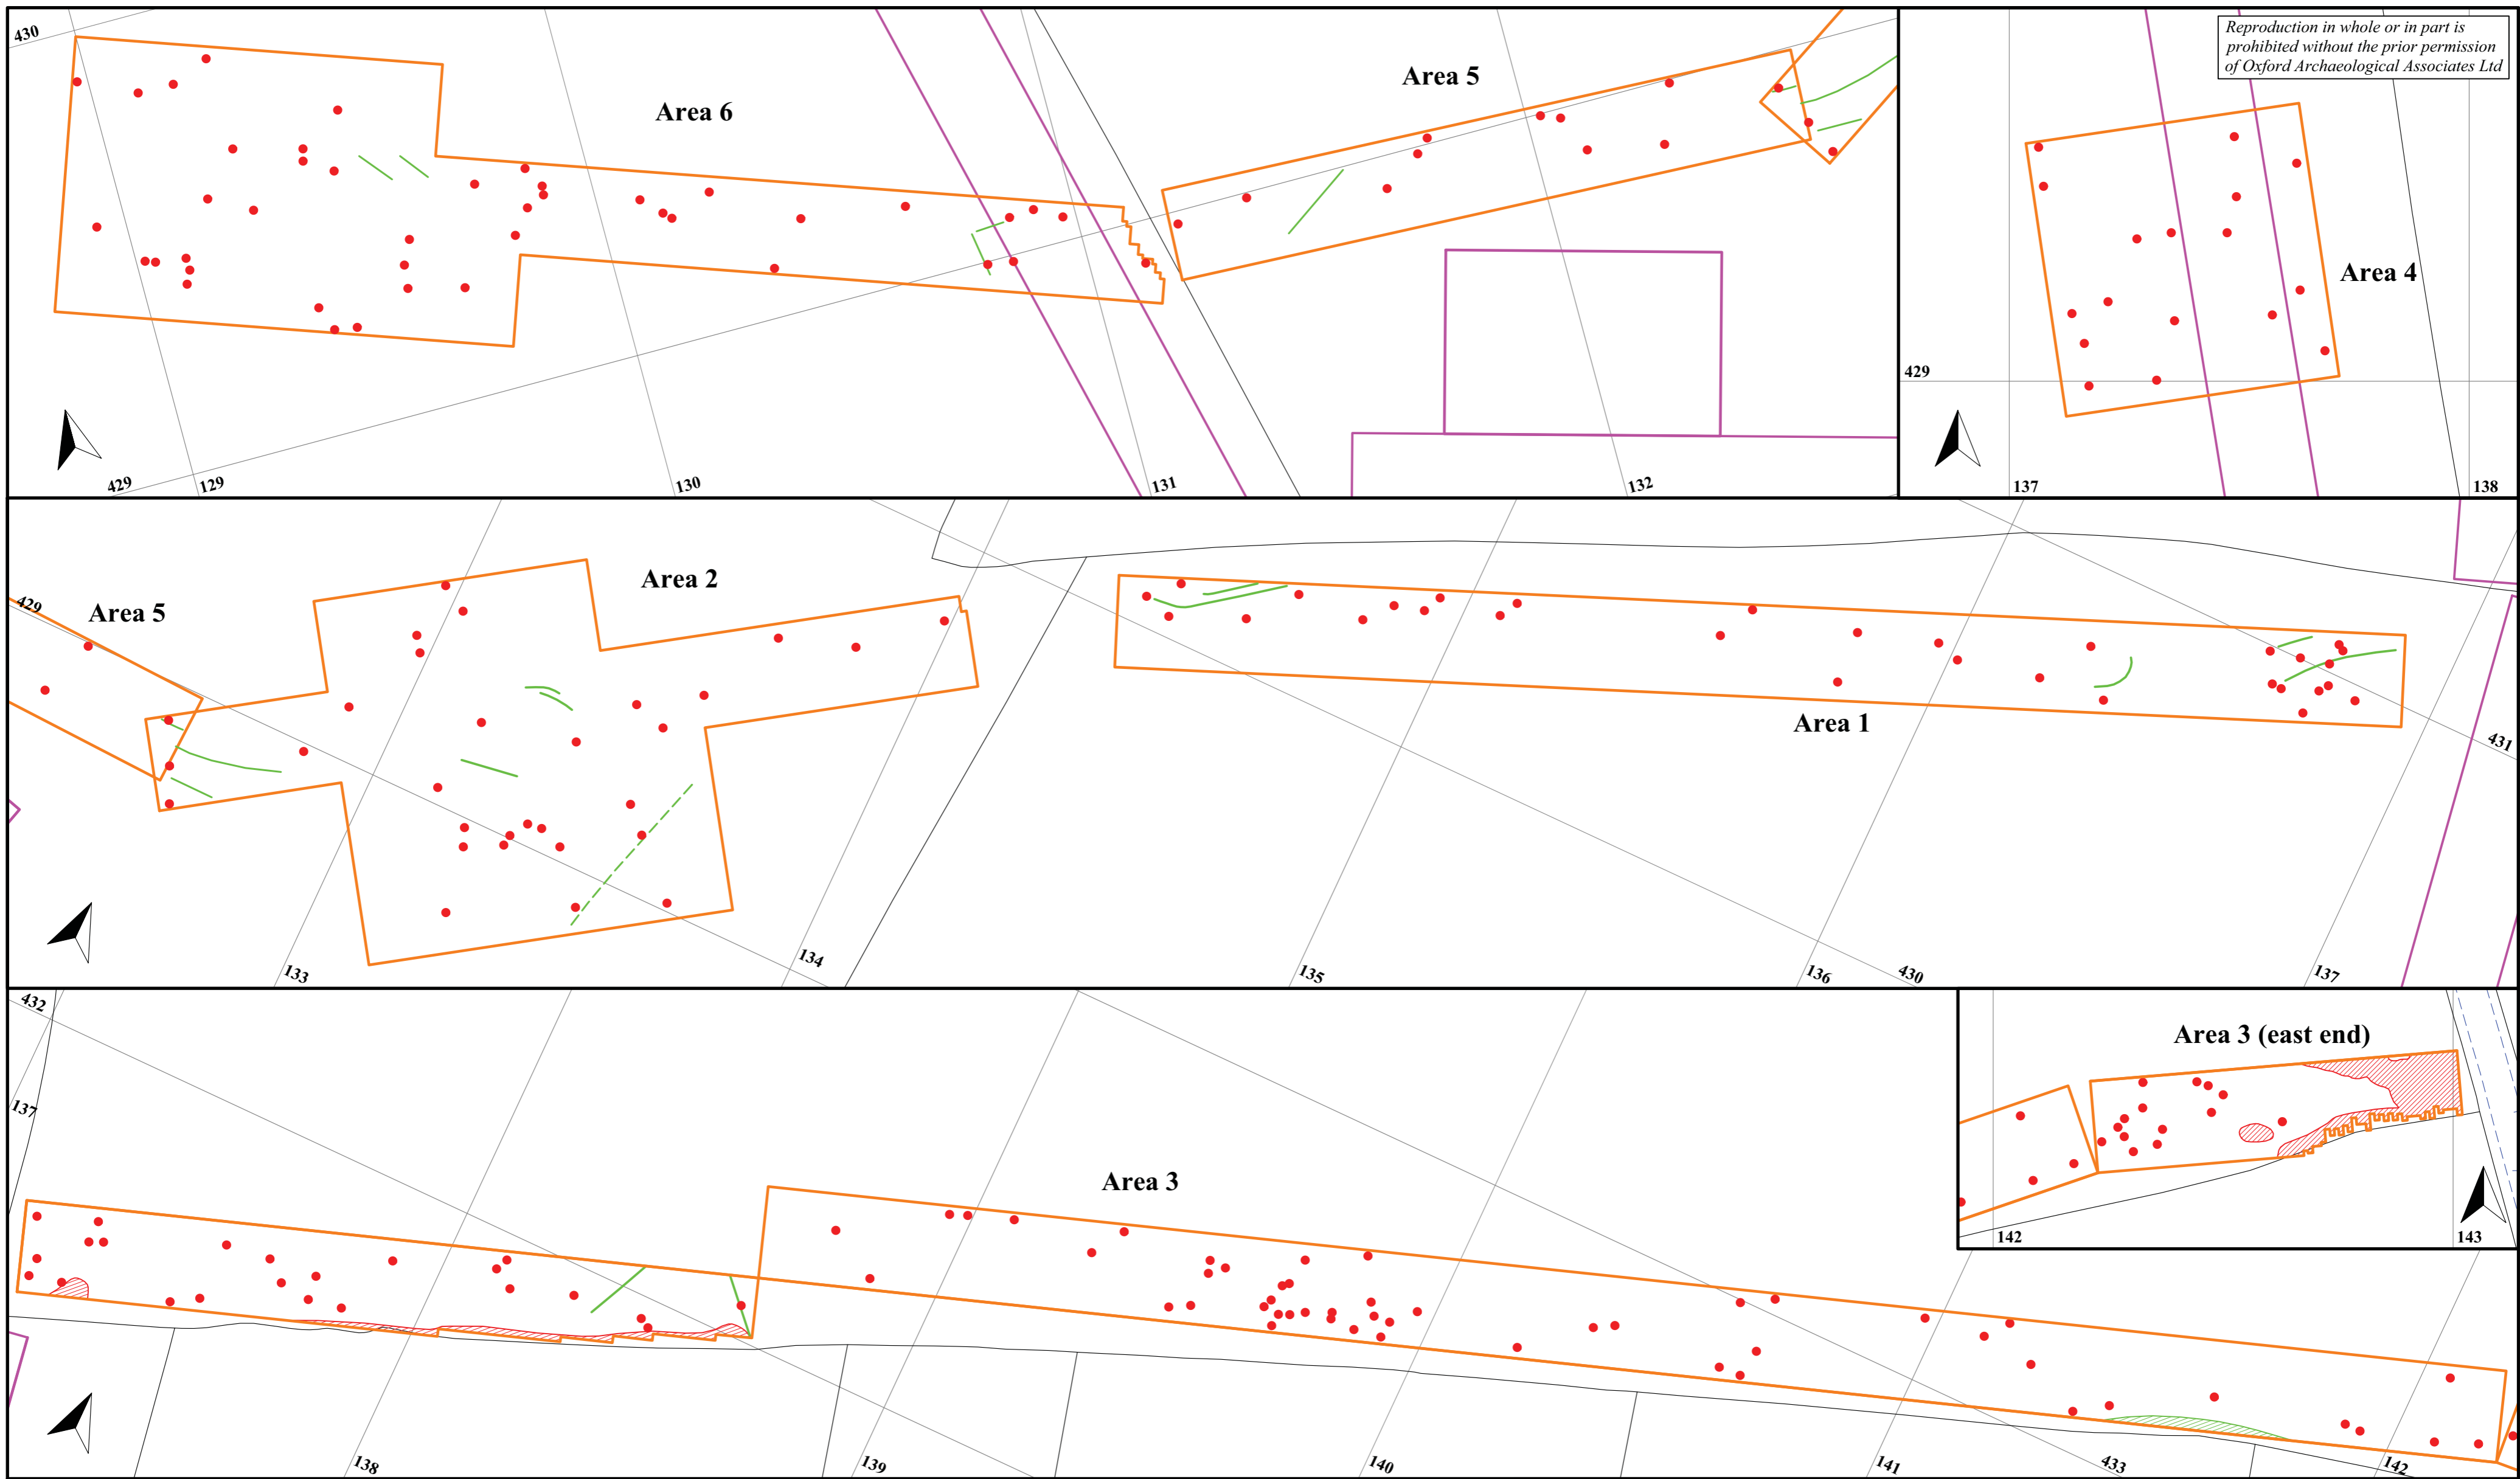 430
Area 6
Area 5
Reproduction in whole or in part is
prohibited without the prior permission
of Oxford Archaeological Associates Ltd
Area 4
429
429
129
130
131
132
137
138
429
Area 5
Area 2
Area 1
431
133
134
135
136
430
137
432
137
Area 3
Area 3 (east end)
142
143
138
139
140
141
433
142